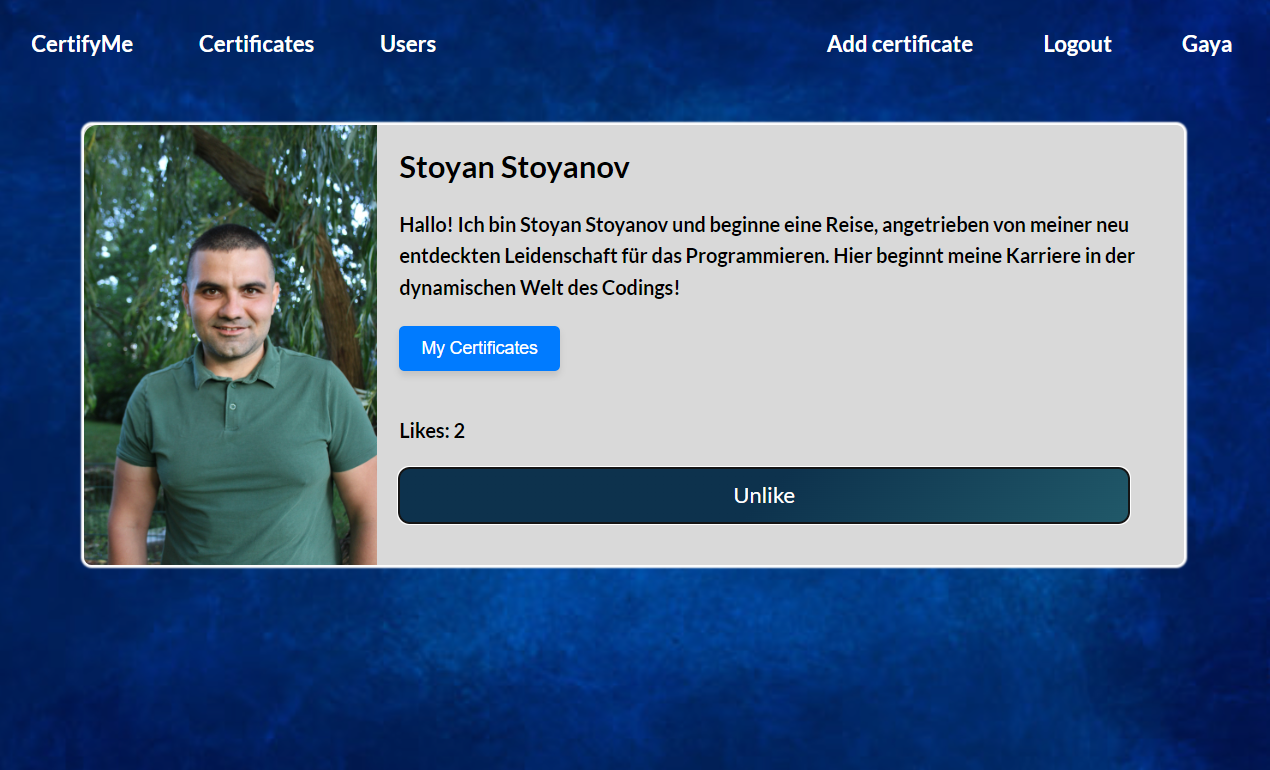 CertifyMe Certificates Users Add certificate Logout Gaya
Stoyan Stoyanov
Hallo! Ich bin Stoyan Stoyanov und beginne eine Reise, angetrieben von meiner neu
entdeckten Leidenschaft für das Programmieren. Hier beginnt meine Karriere in der
dynamischen Welt des Codings!
My Certificates
Likes: 2
Unlike